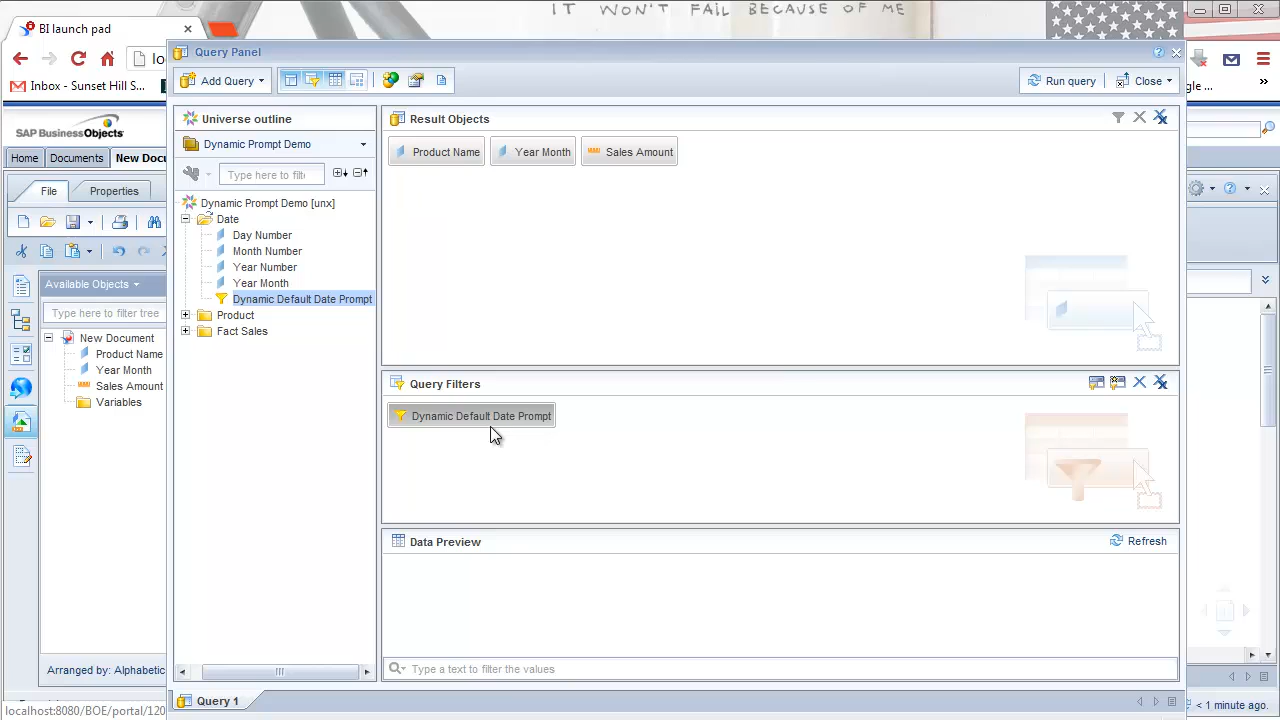 IT WON'T FAIL BECAUSE OF ME
BI launch pad
Query Panel
Add Query
Run query
Close
Inbox - Sunset Hill S...
gle ...
SAP BusinessObjects
Universe outline
Result Objects
Dynamic Prompt Demo
Product Name
Year Month
Sales Amount
Home
Documents
New Docu
Type here to filte
File
Properties
Dynamic Prompt Demo [unx]
Date
Day Number
Month Number
Year Number
Year Month
Dynamic Default Date Prompt
Product
Fact Sales
Available Objects
Type here to filter tree
New Document
Product Name
Year Month
Sales Amount
Variables
Query Filters
Dynamic Default Date Prompt
Data Preview
Refresh
Type a text to filter the values
Arranged by: Alphabetic
Query 1
localhost:8080/BOE/portal/120
< 1 minute ago.